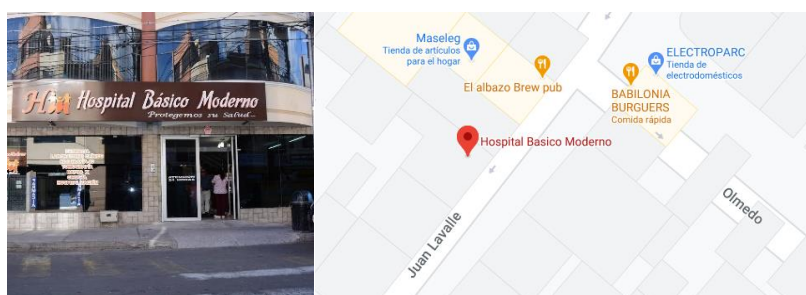 Hospital Básico Moderno
Protegemos su Salud...
Maseleg
Tienda de artículos
para el hogar
El albazo Brew pub
ELECTROPARC
Tienda de
electrodomésticos
BABILONIA
BURGUERS
Comida rápida
Hospital Basico Moderno
Olmedo
Juan Lavalle